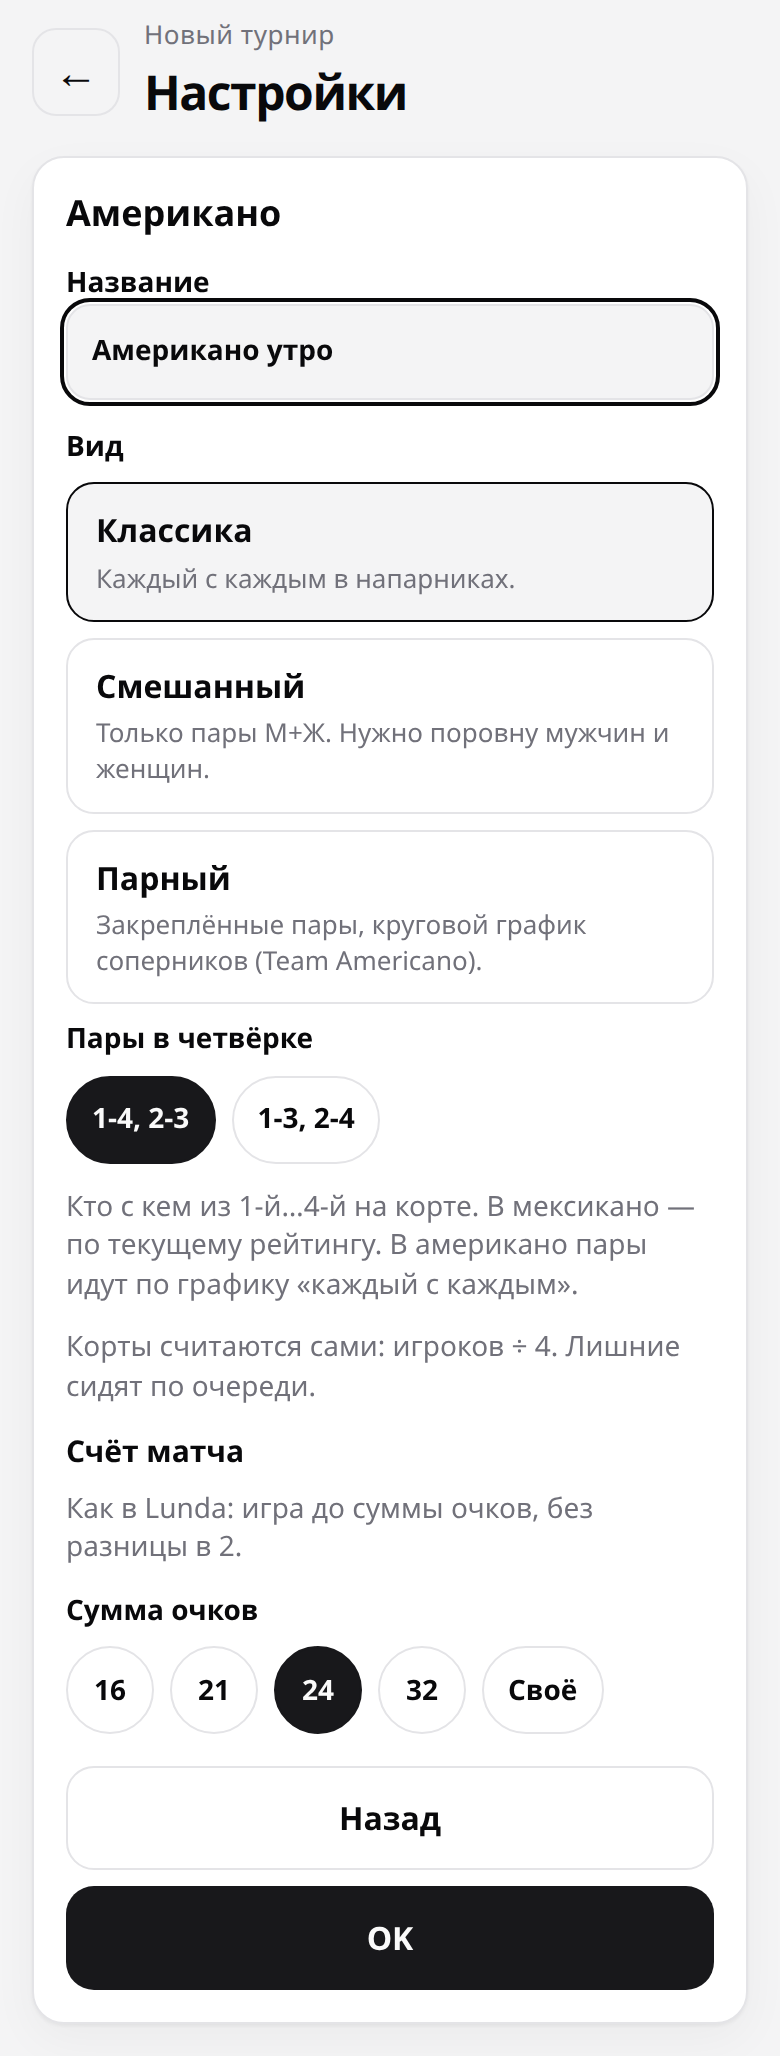 ←
Новый турнир
Настройки
Американо
Название
Американо утро
Вид
Классика
Каждый с каждым в напарниках.
Смешанный
Только пары М+Ж. Нужно поровну мужчин и
женщин.
Парный
Закреплённые пары, круговой график
соперников (Team Americano).
Пары в четвёрке
1-4, 2-3
1-3, 2-4
Кто с кем из 1-й…4-й на корте. В мексикано —
по текущему рейтингу. В американо пары
идут по графику «каждый с каждым».
Корты считаются сами: игроков ÷ 4. Лишние
сидят по очереди.
Счёт матча
Как в Lunda: игра до суммы очков, без
разницы в 2.
Сумма очков
16
21
24
32
Своё
Назад
OK